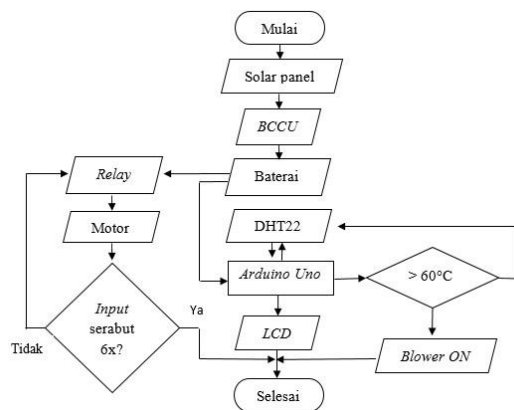 Mulai
Solar panel
BCCU
Baterai
Relay
Motor
Input
serabut
6x?
Ya
Tidak
DHT22
Arduino Uno
> 60°C
LCD
Blower ON
Selesai